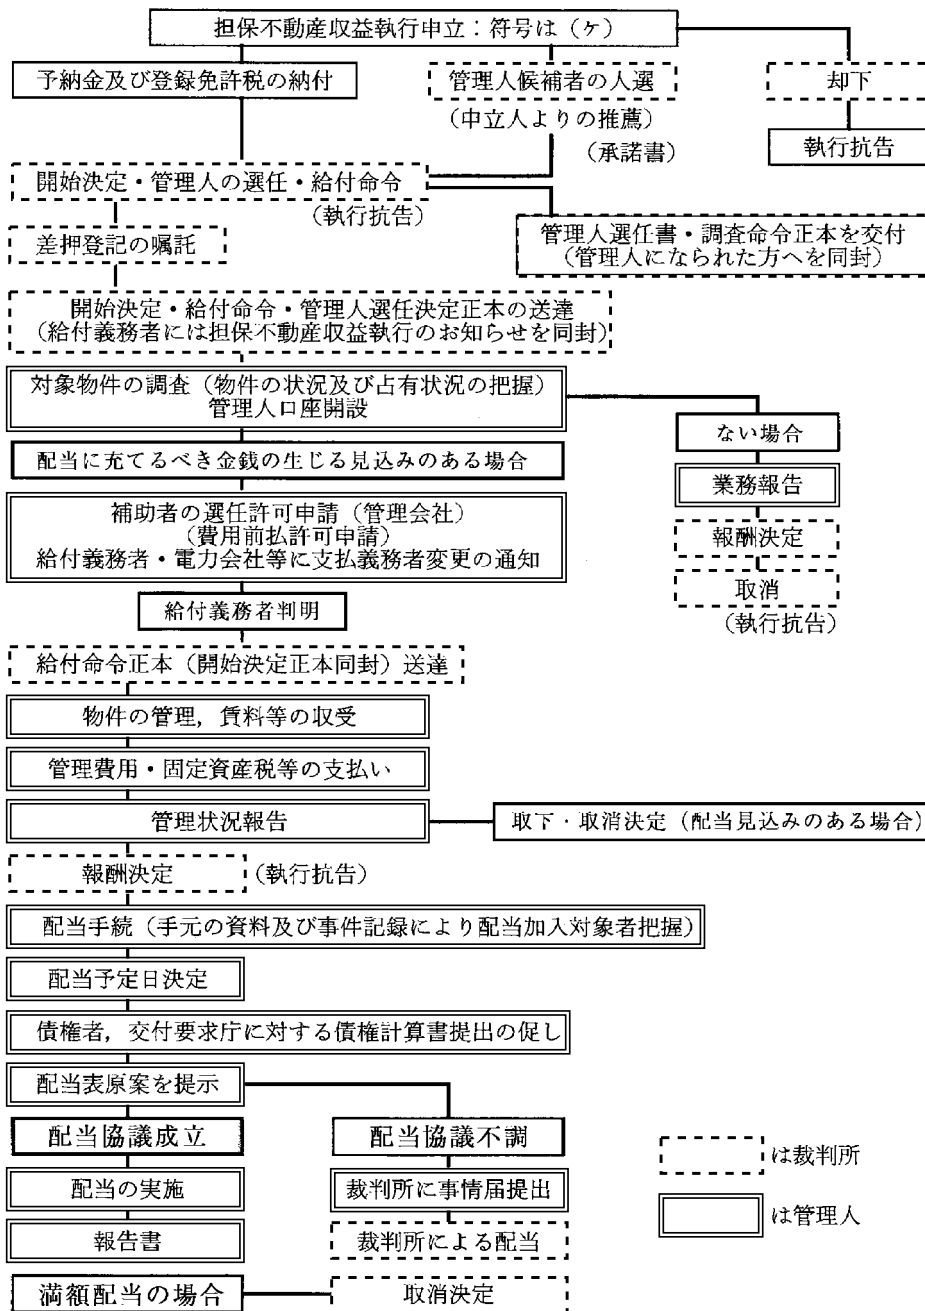 担保不動産収益執行申立：符号は（ケ）
予納金及び登録免許税の納付
管理人候補者の人選
却下
（申立人よりの推薦）
（承諾書）
執行抗告
開始決定・管理人の選任・給付命令
（執行抗告）
差押登記の嘱託
管理人選任書・調査命令正本を交付
（管理人になられた方へを同封）
開始決定・給付命令・管理人選任決定正本の送達
（給付義務者には担保不動産収益執行のお知らせを同封）
対象物件の調査（物件の状況及び占有状況の把握）
管理人口座開設
ない場合
配当に充てるべき金銭の生じる見込みのある場合
業務報告
補助者の選任許可申請（管理会社）
（費用前払許可申請）
給付義務者・電力会社等に支払義務者変更の通知
報酬決定
取消
（執行抗告）
給付義務者判明
給付命令正本（開始決定正本同封）送達
物件の管理，賃料等の収受
管理費用・固定資産税等の支払い
管理状況報告
取下・取消決定（配当見込みのある場合）
報酬決定
（執行抗告）
配当手続（手元の資料及び事件記録により配当加入対象者把握）
配当予定日決定
債権者，交付要求庁に対する債権計算書提出の促し
配当表原案を提示
配当協議成立
配当協議不調
配当の実施
裁判所に事情届提出
報告書
裁判所による配当
満額配当の場合
取消決定
は裁判所
は管理人